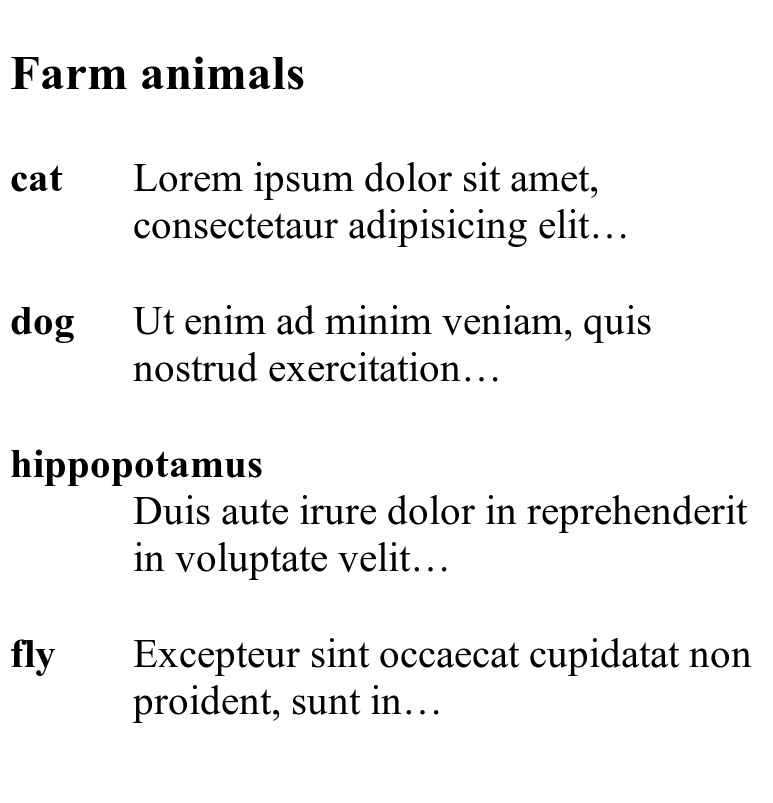 Farm animals
cat Lorem ipsum dolor sit amet,
consectetaur adipisicing elit…
dog Ut enim ad minim veniam, quis
nostrud exercitation…
hippopotamus
Duis aute irure dolor in reprehenderit
in voluptate velit…
fly Excepteur sint occaecat cupidatat non
proident, sunt in…